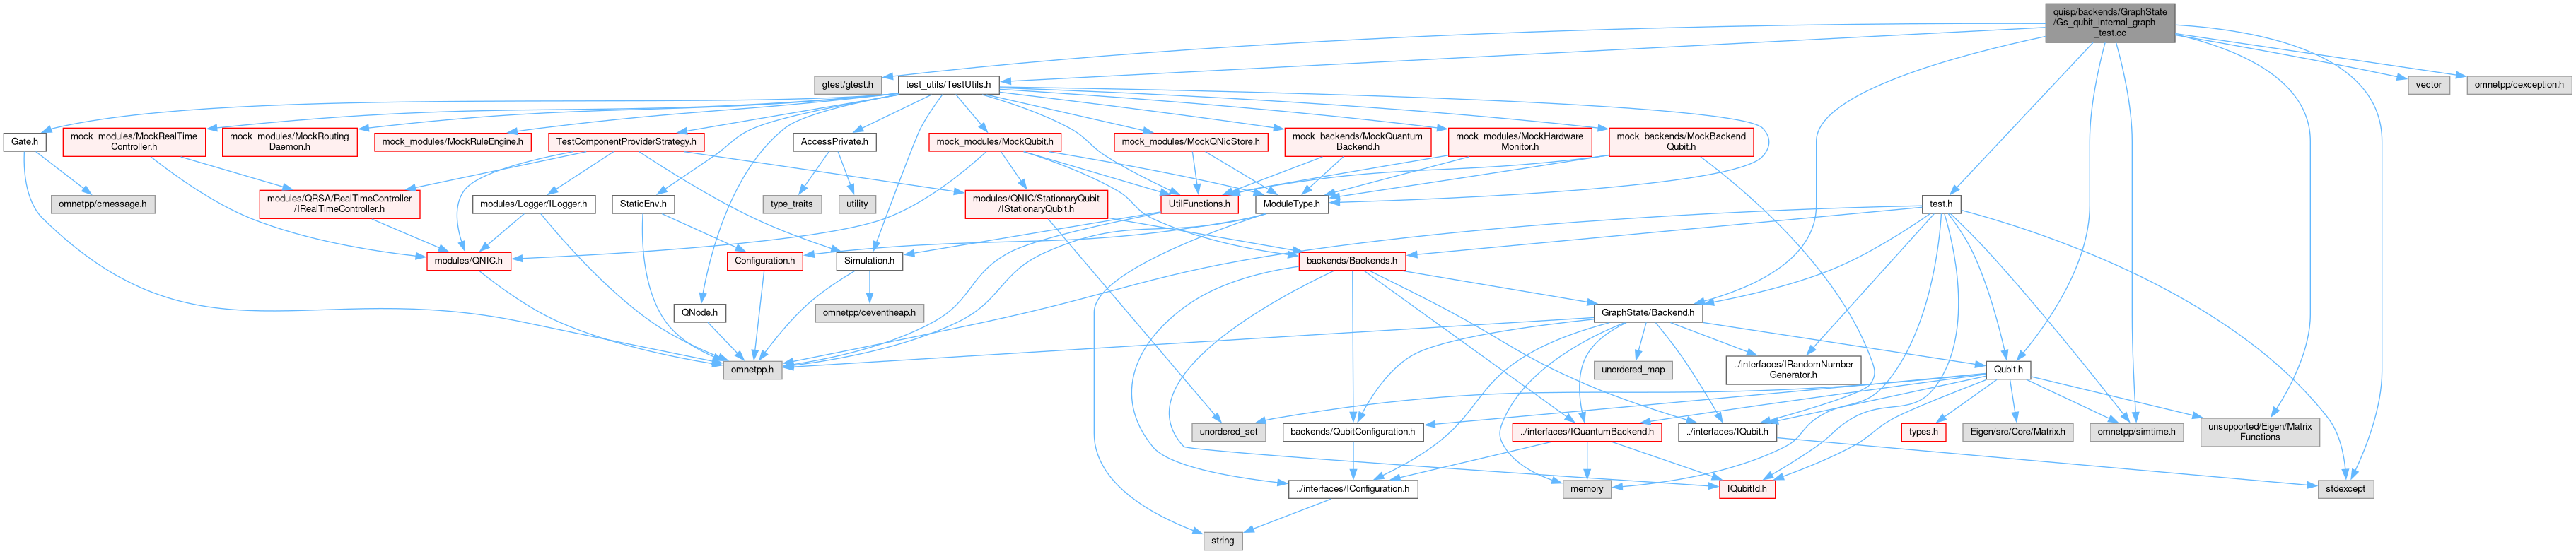 quisp/backends/GraphState
/Gs_qubit_internal_graph
_test.cc
gtest/gtest.h
test_utils/TestUtils.h
vector
omnetpp/cexception.h
Gate.h
mock_modules/MockRealTime
Controller.h
mock_modules/MockRouting
Daemon.h
mock_modules/MockRuleEngine.h
TestComponentProviderStrategy.h
AccessPrivate.h
mock_modules/MockQubit.h
mock_modules/MockQNicStore.h
mock_backends/MockQuantum
Backend.h
mock_modules/MockHardware
Monitor.h
mock_backends/MockBackend
Qubit.h
omnetpp/cmessage.h
modules/QRSA/RealTimeController
/IRealTimeController.h
modules/Logger/ILogger.h
StaticEnv.h
type_traits
utility
modules/QNIC/StationaryQubit
/IStationaryQubit.h
UtilFunctions.h
ModuleType.h
test.h
modules/QNIC.h
Configuration.h
Simulation.h
backends/Backends.h
QNode.h
omnetpp/ceventheap.h
GraphState/Backend.h
omnetpp.h
unordered_map
../interfaces/IRandomNumber
Generator.h
Qubit.h
unordered_set
backends/QubitConfiguration.h
../interfaces/IQuantumBackend.h
../interfaces/IQubit.h
types.h
Eigen/src/Core/Matrix.h
omnetpp/simtime.h
unsupported/Eigen/Matrix
Functions
../interfaces/IConfiguration.h
memory
IQubitId.h
stdexcept
string